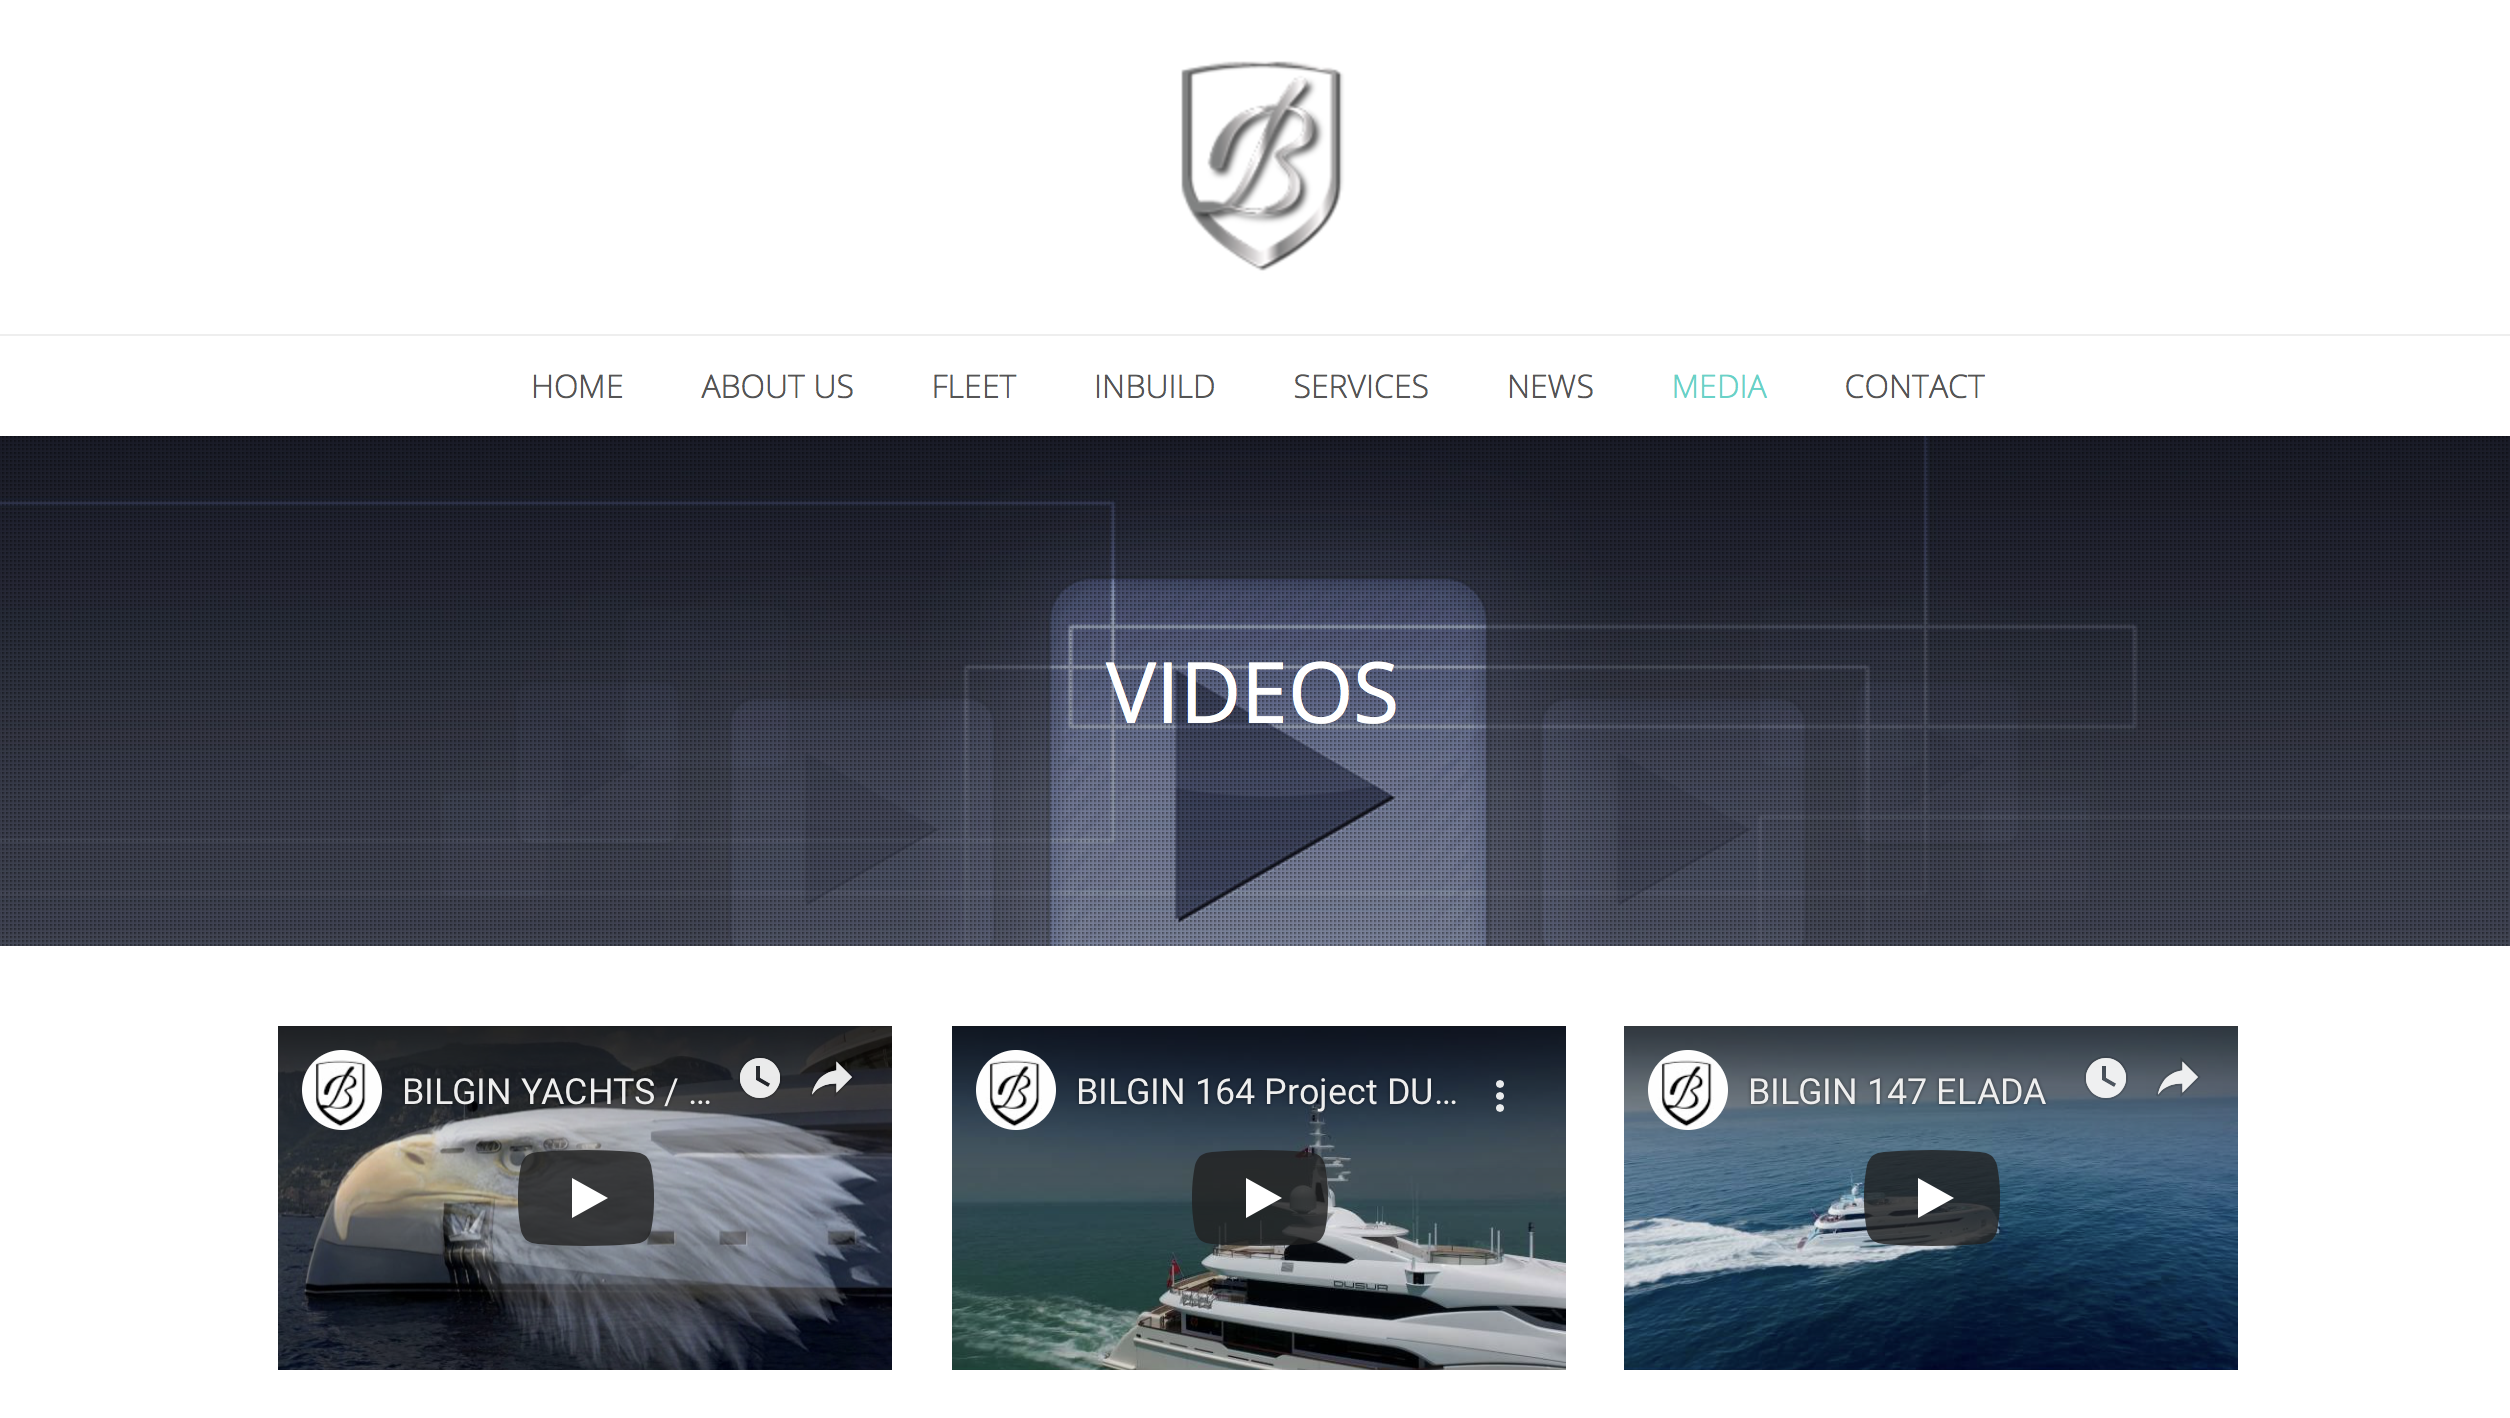 B
HOME ABOUT US FLEET INBUILD SERVICES NEWS MEDIA CONTACT
VIDEOS
BILGIN YACHTS / ...
BILGIN 164 Project DU...
BILGIN 147 ELADA
DUSUR